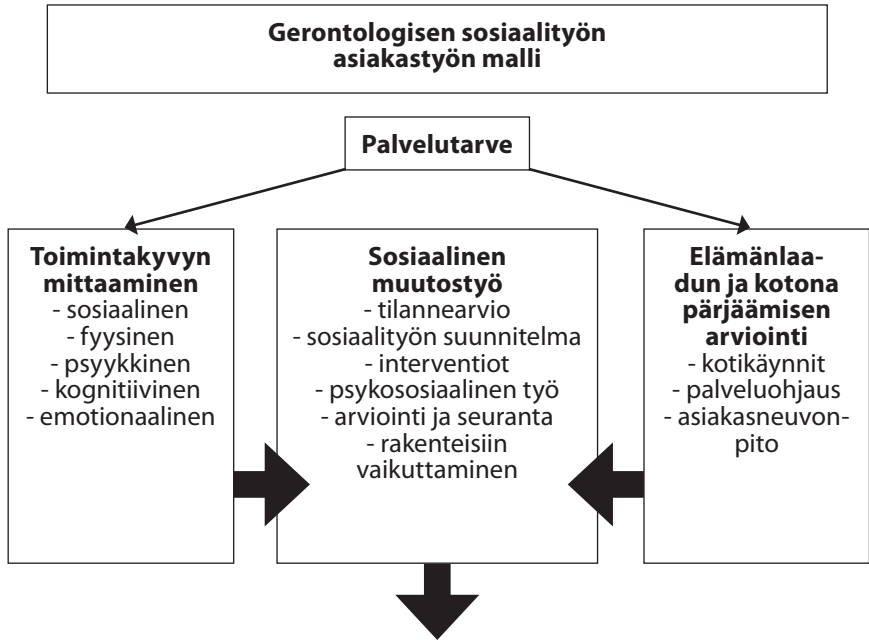 Gerontologisen sosiaalityön
asiakastyön malli
Palvelutarve
Toimintakyvyn
mittaaminen
- sosiaalinen
- fyysinen
- psyykkinen
- kognitiivinen
- emotionaalinen
Sosiaalinen
muutostyö
- tilannearvio
- sosiaalityön suunnitelma
- interventiot
- psykososiaalinen työ
- arviointi ja seuranta
- rakenteisiin
vaikuttaminen
Elämänlaa-
dun ja kotona
pärjäämisen
arviointi
- kotikäynnit
- palveluohjaus
- asiakasneuvon-
pito